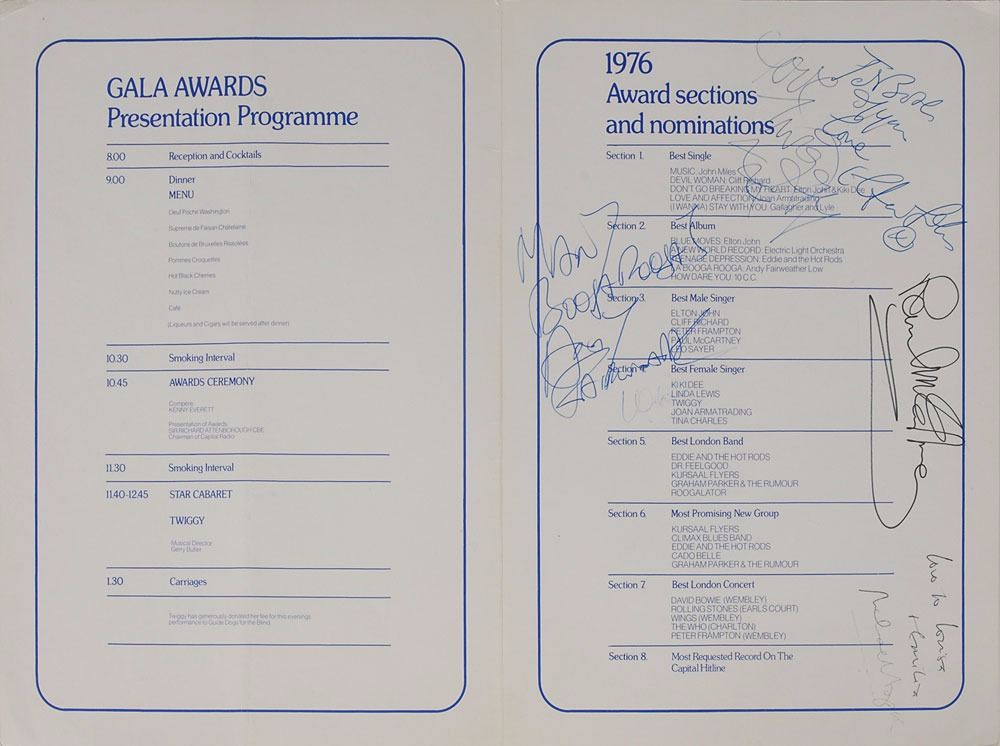 GALA AWARDS
Presentation Programme
8.00 Reception and Cocktails
9.00 Dinner
MENU
Oeuf Poche Washington
Supreme de Faisan Chatelaine
Boutons de Bruxelles Rissolées
Pommes Croquettes
Hot Black Cherries
Nutty Ice Cream
Café
(Liqueurs and Cigars will be served after dinner)
10.30 Smoking Interval
10.45 AWARDS CEREMONY
Compere
KENNY EVERETT
Presentation of Awards
SIR RICHARD ATTENBOROUGH CBE
Chairman of Capital Radio
11.30 Smoking Interval
11.40-12.45 STAR CABARET
TWIGGY
Musical Director
Gerry Butler
1.30 Carriages
Twiggy has generously donated her fee for this evenings
performance to Guide Dogs for the Blind.
1976
Award sections
and nominations
Section 1. Best Single
MUSIC: John Miles
DEVIL WOMAN: Cliff Richard
DON'T GO BREAKING MY HEART: Elton John & Kiki Dee
LOVE AND AFFECTION: Joan Armatrading
(I WANNA) STAY WITH YOU: Gallagher and Lyle
Section 2. Best Album
BLUE MOVES: Elton John
A NEW WORLD RECORD: Electric Light Orchestra
TEENAGE DEPRESSION: Eddie and the Hot Rods
LA BOOGA ROOGA: Andy Fairweather Low
HOW DARE YOU: 10 C.C.
Section 3. Best Male Singer
ELTON JOHN
CLIFF RICHARD
PETER FRAMPTON
PAUL McCARTNEY
LEO SAYER
Section Best Female Singer
KIKI DEE
LINDA LEWIS
TWIGGY
JOAN ARMATRADING
TINA CHARLES
Section 5. Best London Band
EDDIE AND THE HOT RODS
DR. FEELGOOD
KURSAAL FLYERS
GRAHAM PARKER & THE RUMOUR
ROOGALATOR
Section 6. Most Promising New Group
KURSAAL FLYERS
CLIMAX BLUES BAND
EDDIE AND THE HOT RODS
CADO BELLE
GRAHAM PARKER & THE RUMOUR
Section 7 Best London Concert
DAVID BOWIE (WEMBLEY)
ROLLING STONES (EARLS COURT)
WINGS (WEMBLEY)
THE WHO (CHARLTON)
PETER FRAMPTON (WEMBLEY)
Section 8. Most Requested Record On The
Capital Hitline
MAN
BOOGA ROOGA
Love
John
Paul McCartney
love to Louisa